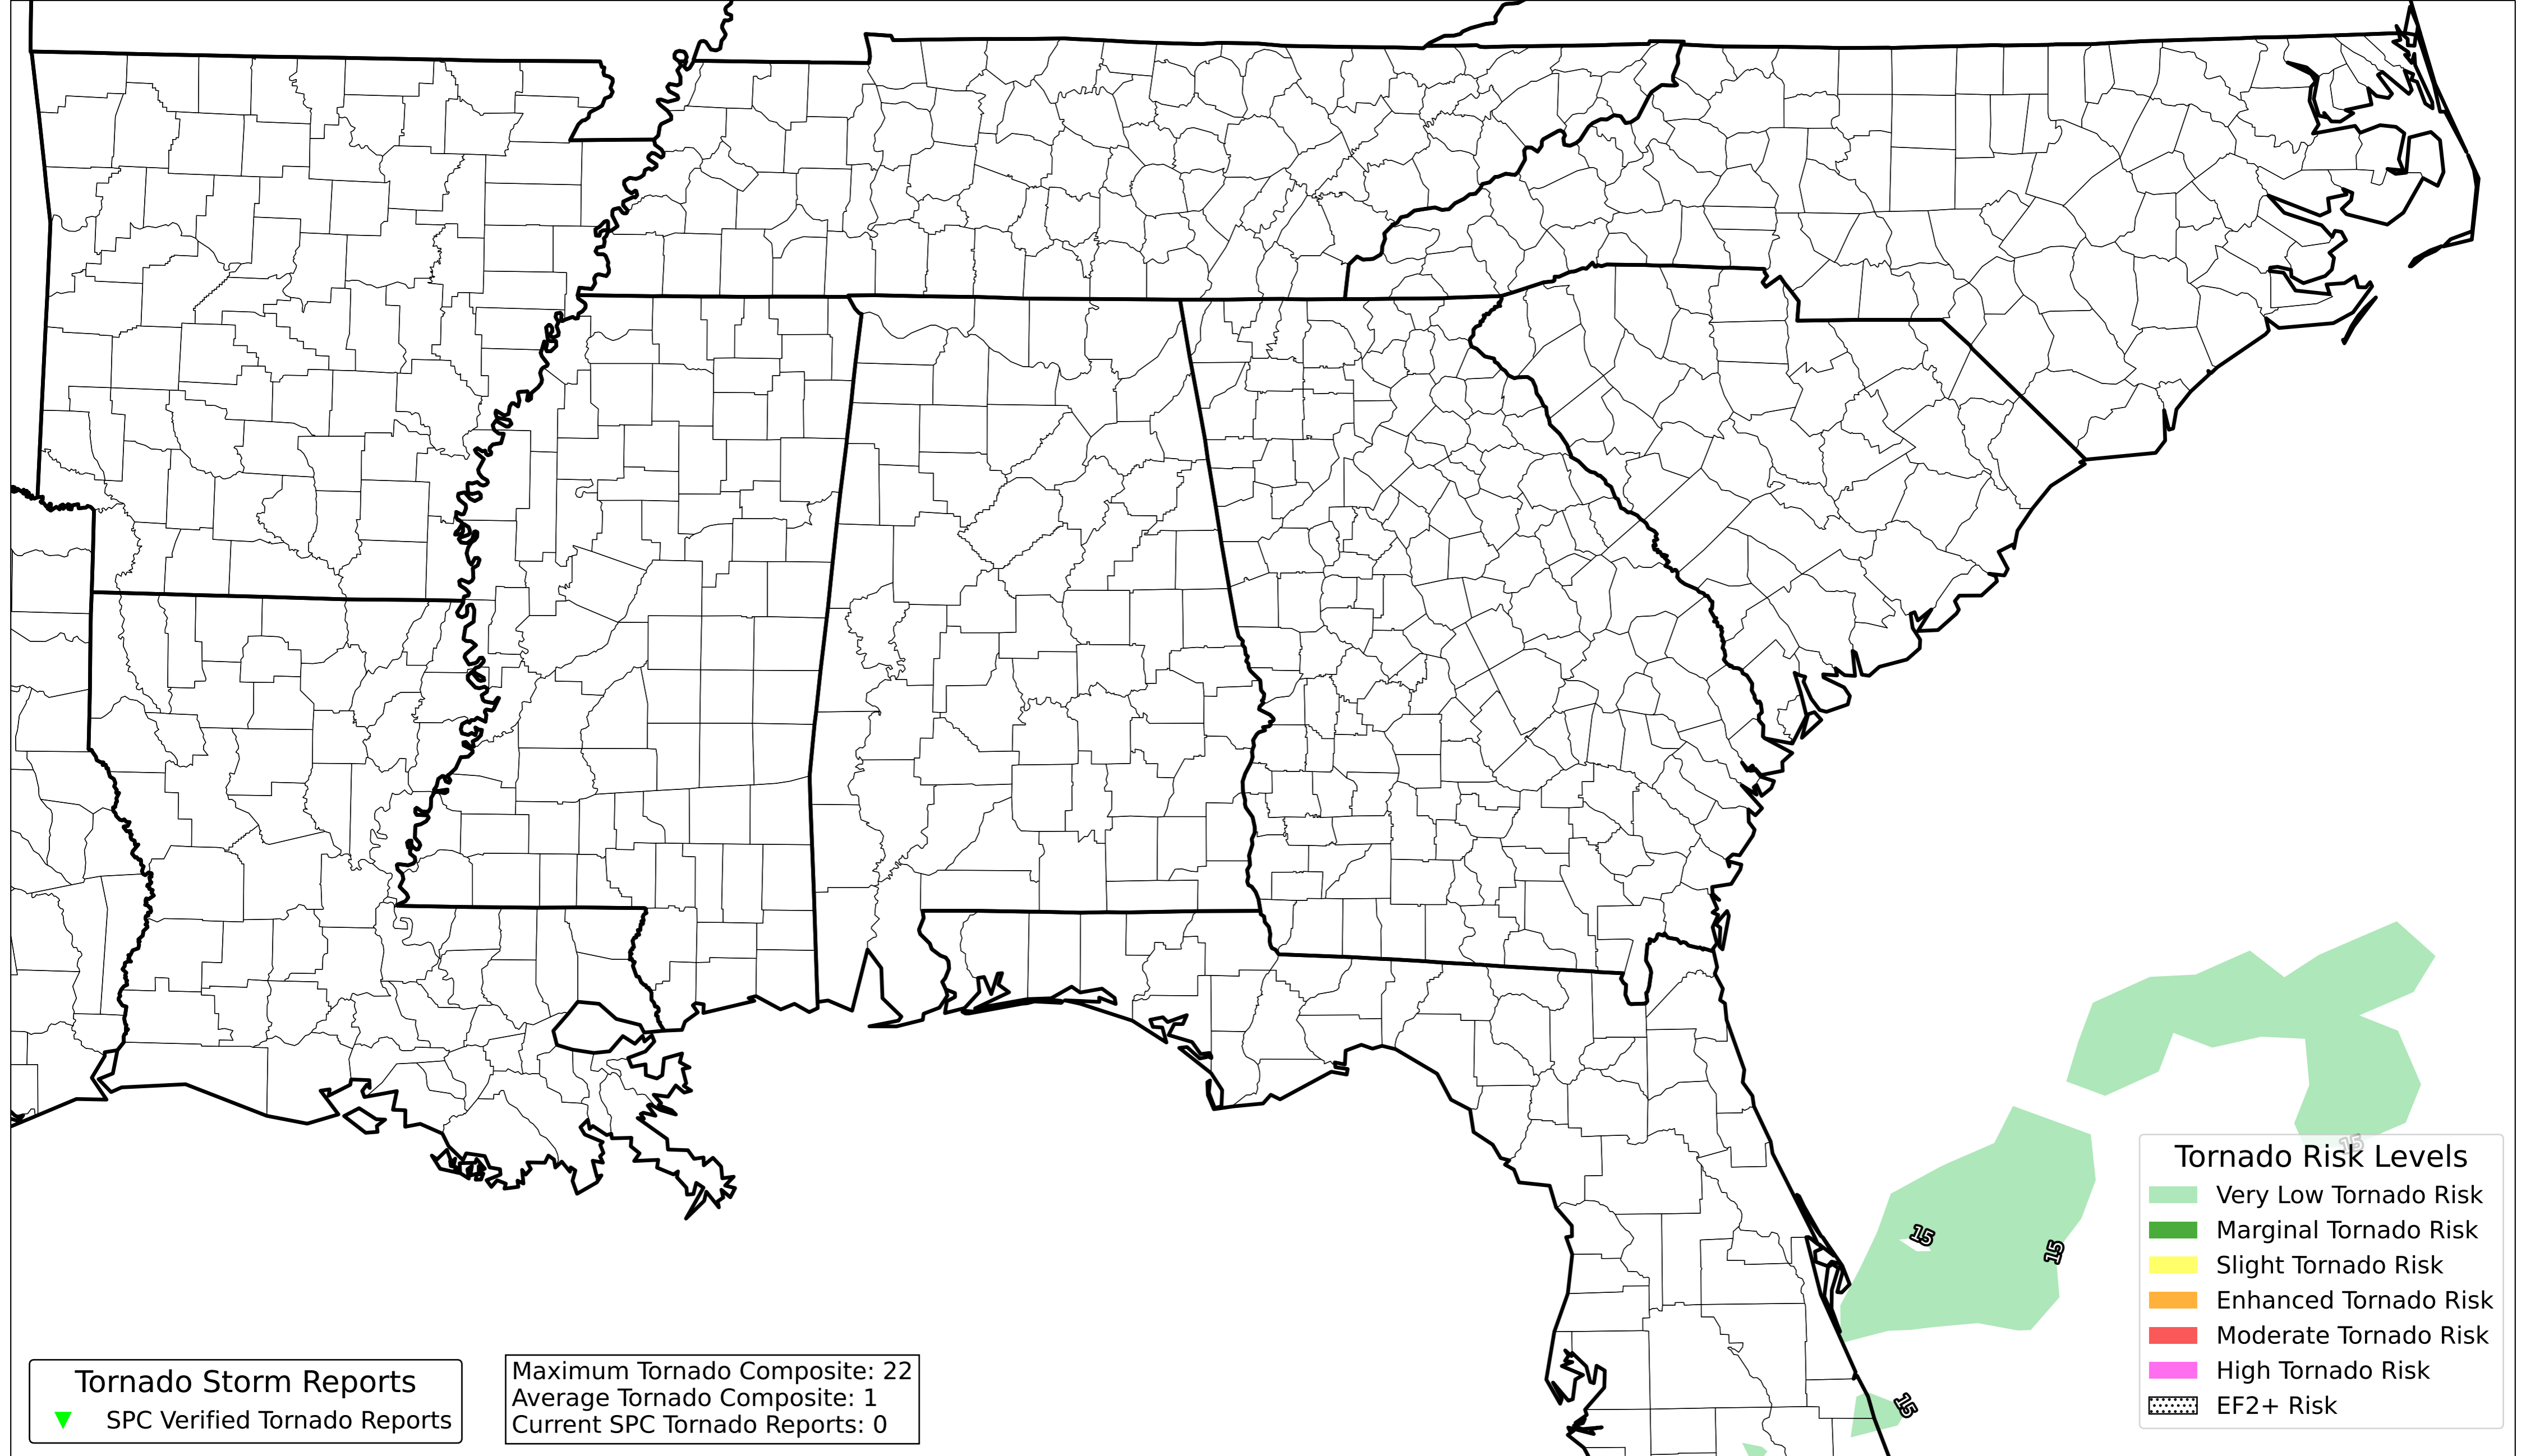 15
15
15
15
Tornado Risk Levels
Very Low Tornado Risk
Marginal Tornado Risk
Slight Tornado Risk
Enhanced Tornado Risk
Moderate Tornado Risk
High Tornado Risk
EF2+ Risk
Tornado Storm Reports
SPC Verified Tornado Reports
Maximum Tornado Composite: 22
Average Tornado Composite: 1
Current SPC Tornado Reports: 0